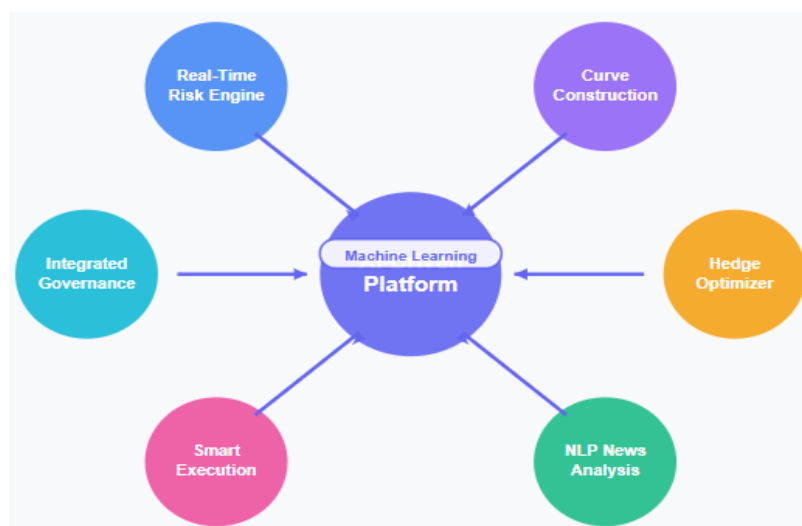 Real-Time
Risk Engine
Curve
Construction
Integrated
Governance
Machine Learning
Platform
Hedge
Optimizer
Smart
Execution
NLP News
Analysis